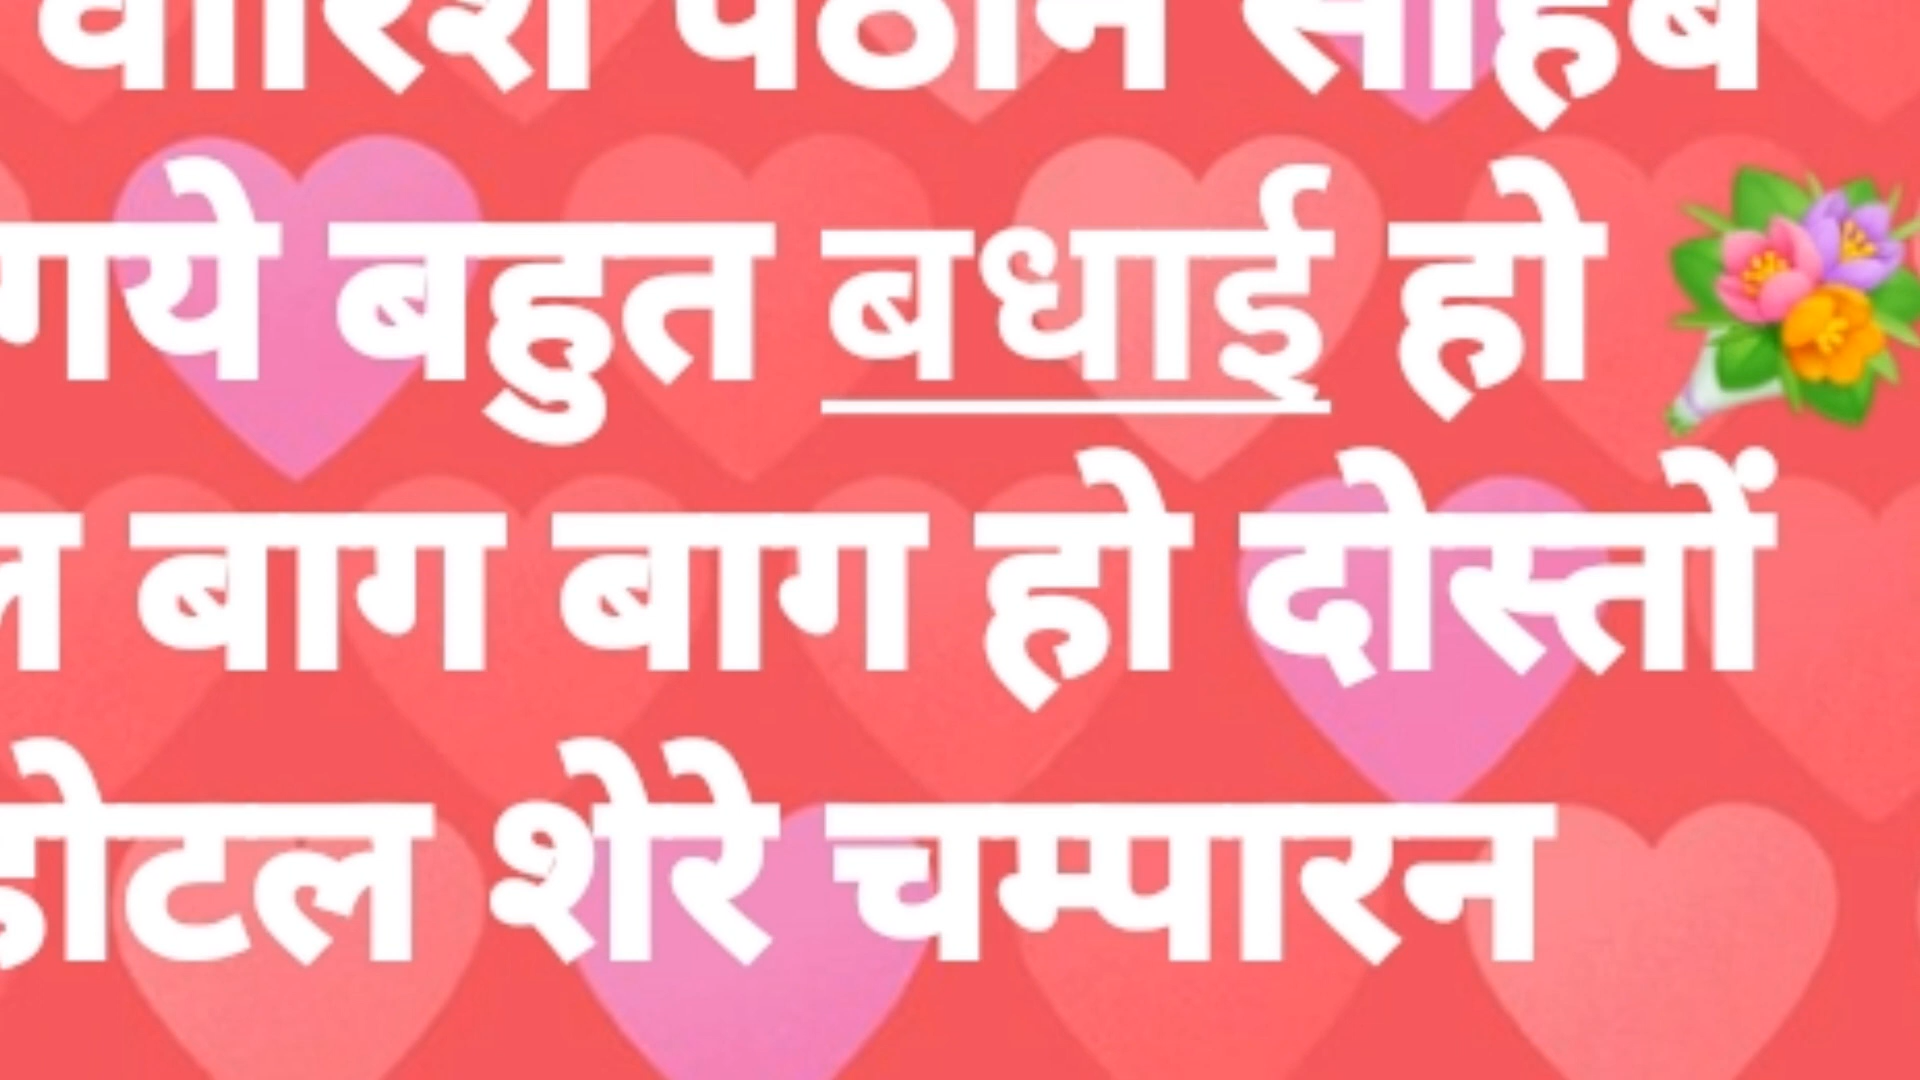 वारिश पठान साहब
गये बहुत बधाई हो 💐
बाग बाग हो दोस्तों
होटल शेरे चम्पारन